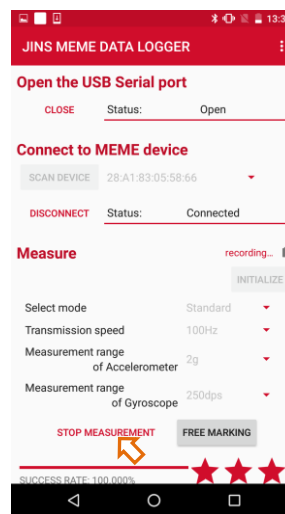 13:3
JINS MEME DATA LOGGER
Open the USB Serial port
CLOSE Status: Open
Connect to MEME device
SCAN DEVICE 28:A1:83:05:58:66
DISCONNECT Status: Connected
Measure recording...
INITIALIZE
Select mode Standard
Transmission speed 100Hz
Measurement range
of Accelerometer 2g
Measurement range
of Gyroscope 250dps
STOP MEASUREMENT FREE MARKING
SUCCESS RATE: 100.000%